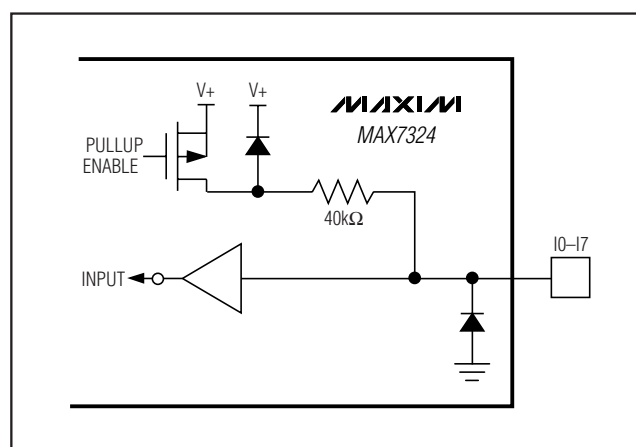 V+
V+
MAXIM
MAX7324
PULLUP
ENABLE
40kΩ
I0–I7
INPUT